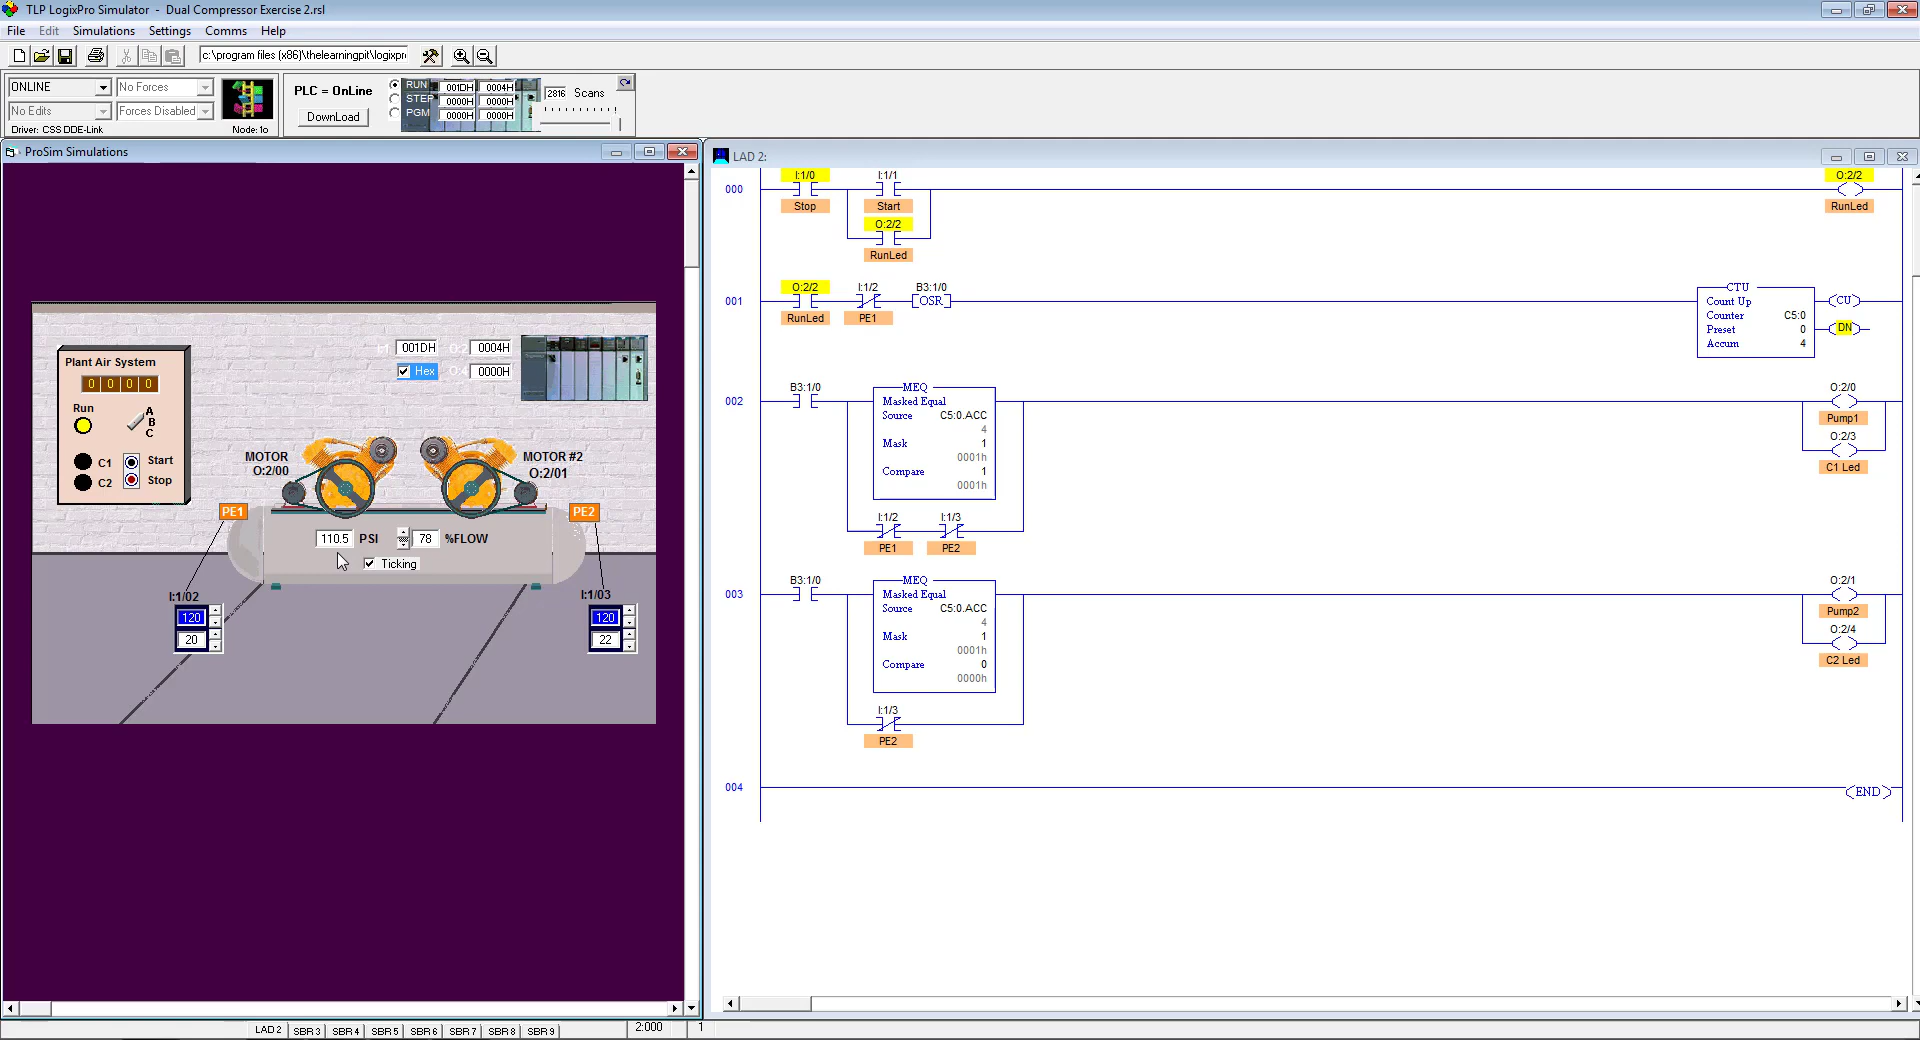 TLP LogixPro Simulator - Dual Compressor Exercise 2.rsl
File Edit Simulations Settings Comms Help
c:\program files (x86)\thelearningpit\logixpr
ONLINE No Forces
No Edits Forces Disabled
Driver: CSS DDE-Link Node: 1o
PLC = OnLine
DownLoad
RUN 001DH 0004H
STEP 0000H 0000H
PGM 0000H 0000H
2816 Scans
ProSim Simulations
Plant Air System
0 0 0 0
Run
A
B
C
C1 Start
C2 Stop
I:1 001DH O:2 0004H
Hex O:4 0000H
MOTOR
O:2/00
MOTOR #2
O:2/01
PE1
PE2
110.5 PSI 78 %FLOW
Ticking
I:1/02
120
20
I:1/03
120
22
LAD 2:
000
I:1/0 I:1/1 O:2/2
Stop Start RunLed
O:2/2
RunLed
001
O:2/2 I:1/2 B3:1/0
OSR
RunLed PE1
CTU
Count Up CU
Counter C5:0
Preset 0 DN
Accum 4
002
B3:1/0
MEQ
Masked Equal
Source C5:0.ACC
4
Mask 1
0001h
Compare 1
0001h
I:1/2 I:1/3
PE1 PE2
O:2/0
Pump1
O:2/3
C1 Led
003
B3:1/0
MEQ
Masked Equal
Source C5:0.ACC
4
Mask 1
0001h
Compare 0
0000h
I:1/3
PE2
O:2/1
Pump2
O:2/4
C2 Led
004
END
LAD 2 SBR 3 SBR 4 SBR 5 SBR 6 SBR 7 SBR 8 SBR 9 2:000 1